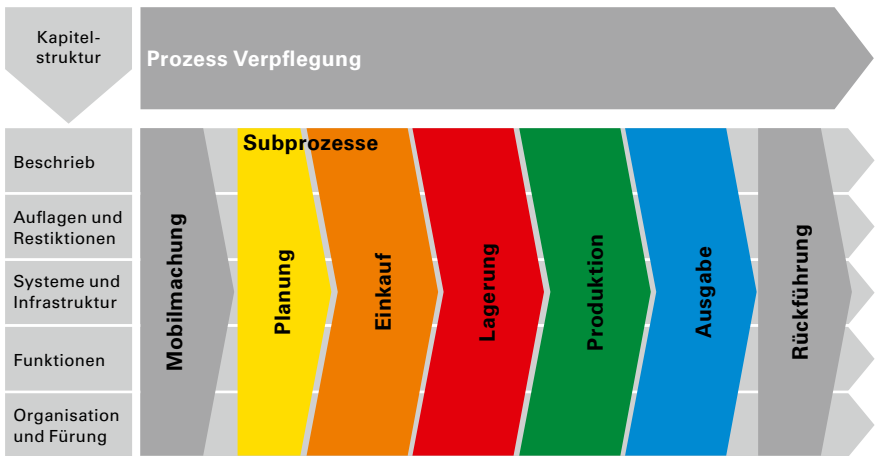 Kapitel-
struktur
Prozess Verpflegung
Subprozesse
Beschrieb
Auflagen und
Restiktionen
Systeme und
Infrastruktur
Funktionen
Organisation
und Fürung
Mobilmachung
Planung
Einkauf
Lagerung
Produktion
Ausgabe
Rückführung